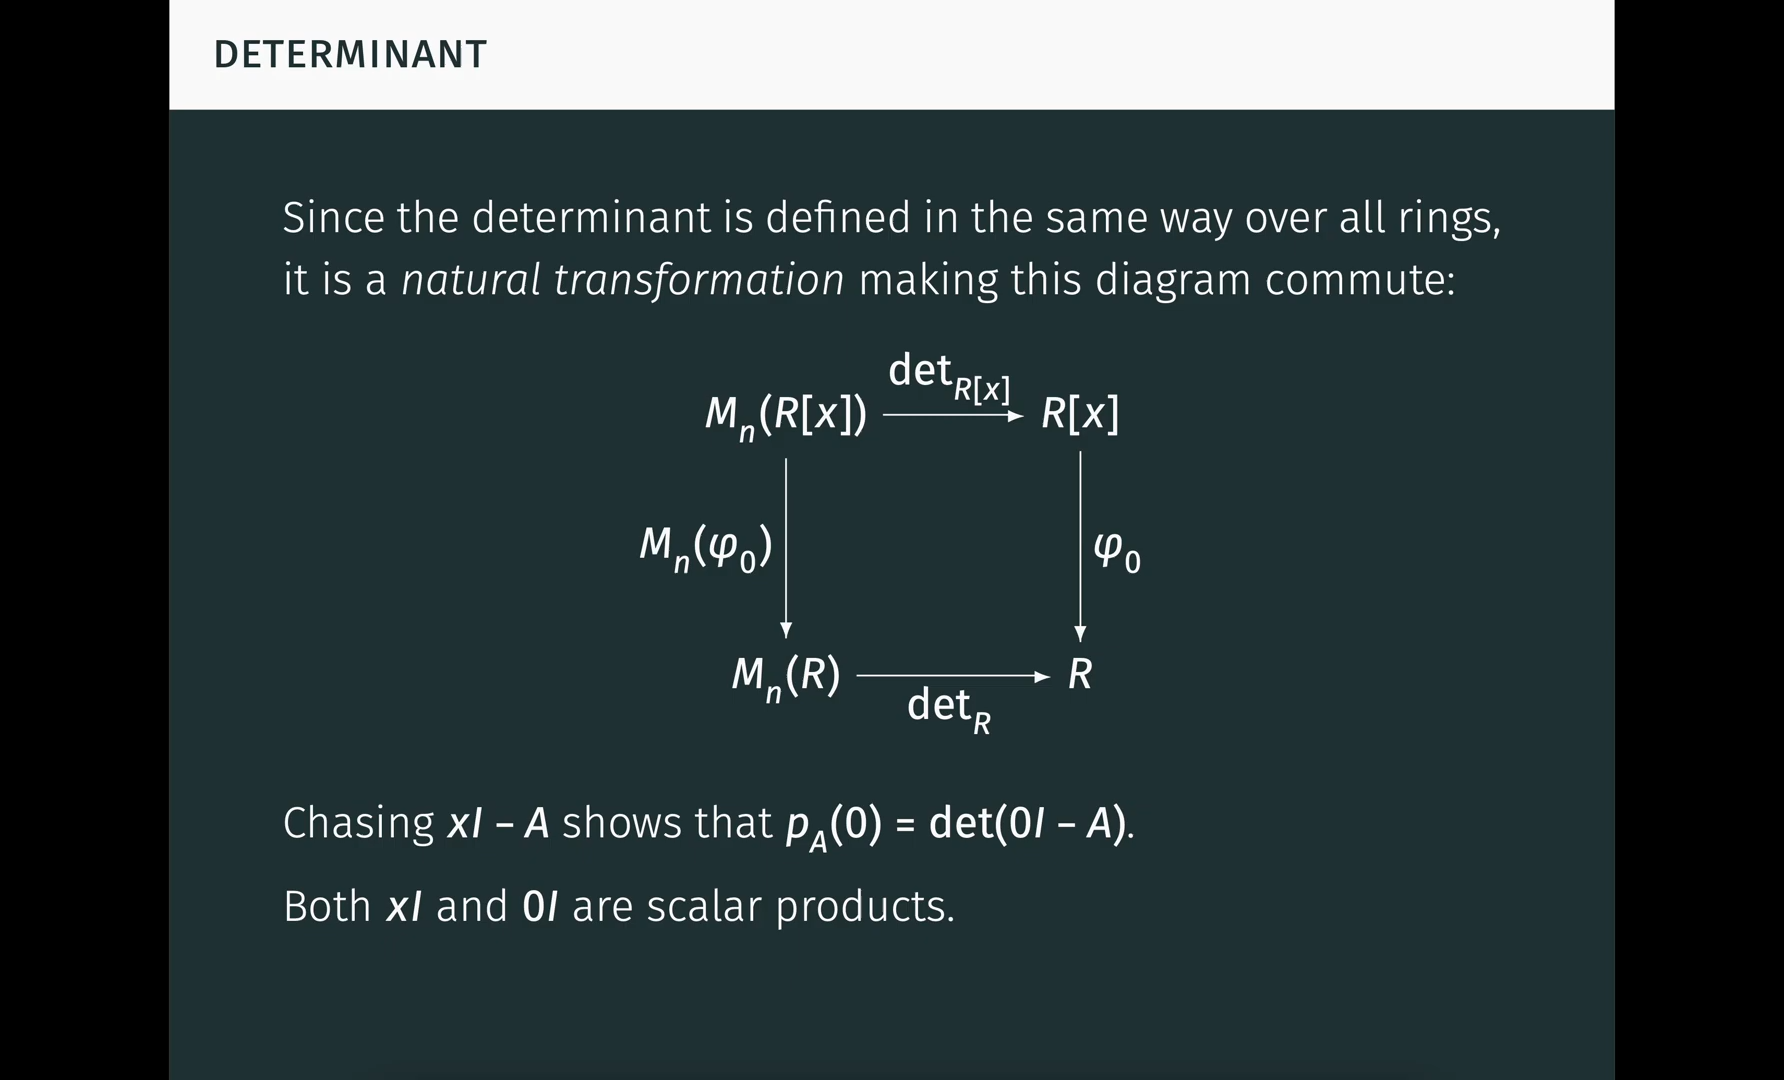 DETERMINANT
Since the determinant is defined in the same way over all rings,
it is a natural transformation making this diagram commute:
det_{R[x]}
M_n(R[x]) R[x]
M_n(φ_0) φ_0
M_n(R) R
det_R
Chasing xI – A shows that p_A(0) = det(0I – A).
Both xI and 0I are scalar products.